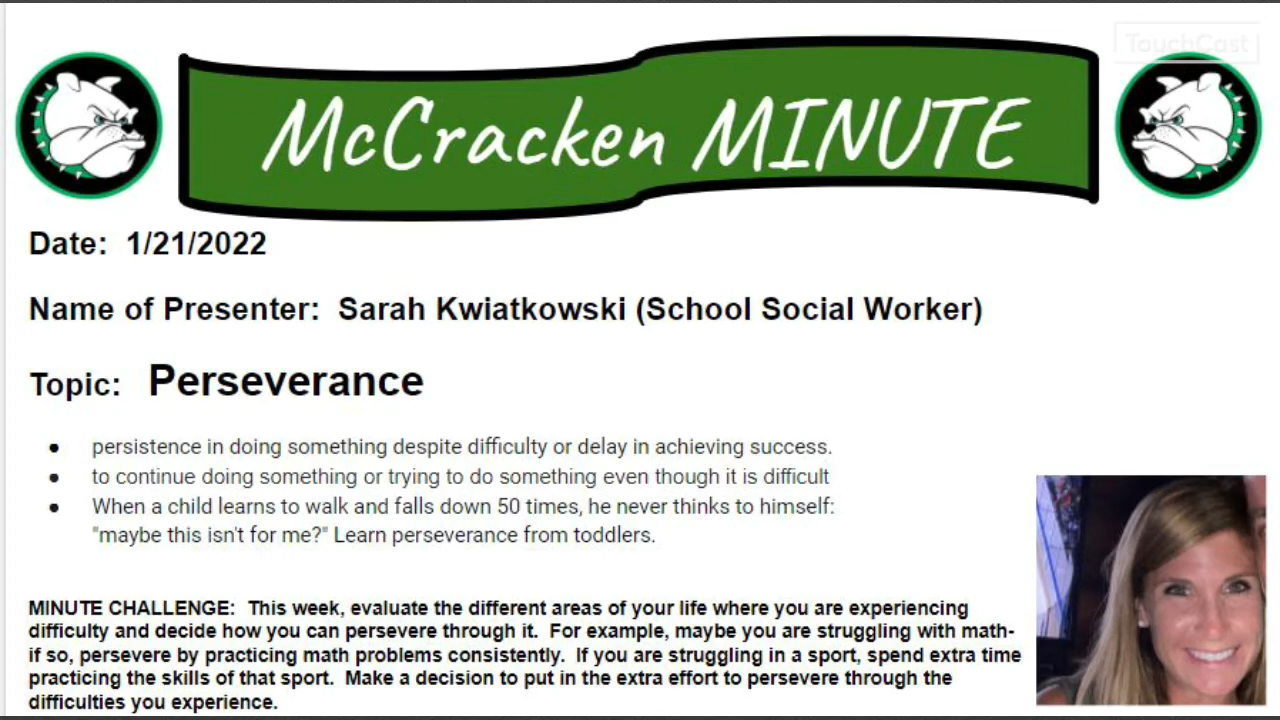 TouchCast
McCracken MINUTE
Date: 1/21/2022
Name of Presenter: Sarah Kwiatkowski (School Social Worker)
Topic: Perseverance
● persistence in doing something despite difficulty or delay in achieving success.
● to continue doing something or trying to do something even though it is difficult
● When a child learns to walk and falls down 50 times, he never thinks to himself:
"maybe this isn't for me?" Learn perseverance from toddlers.
MINUTE CHALLENGE: This week, evaluate the different areas of your life where you are experiencing
difficulty and decide how you can persevere through it. For example, maybe you are struggling with math-
if so, persevere by practicing math problems consistently. If you are struggling in a sport, spend extra time
practicing the skills of that sport. Make a decision to put in the extra effort to persevere through the
difficulties you experience.